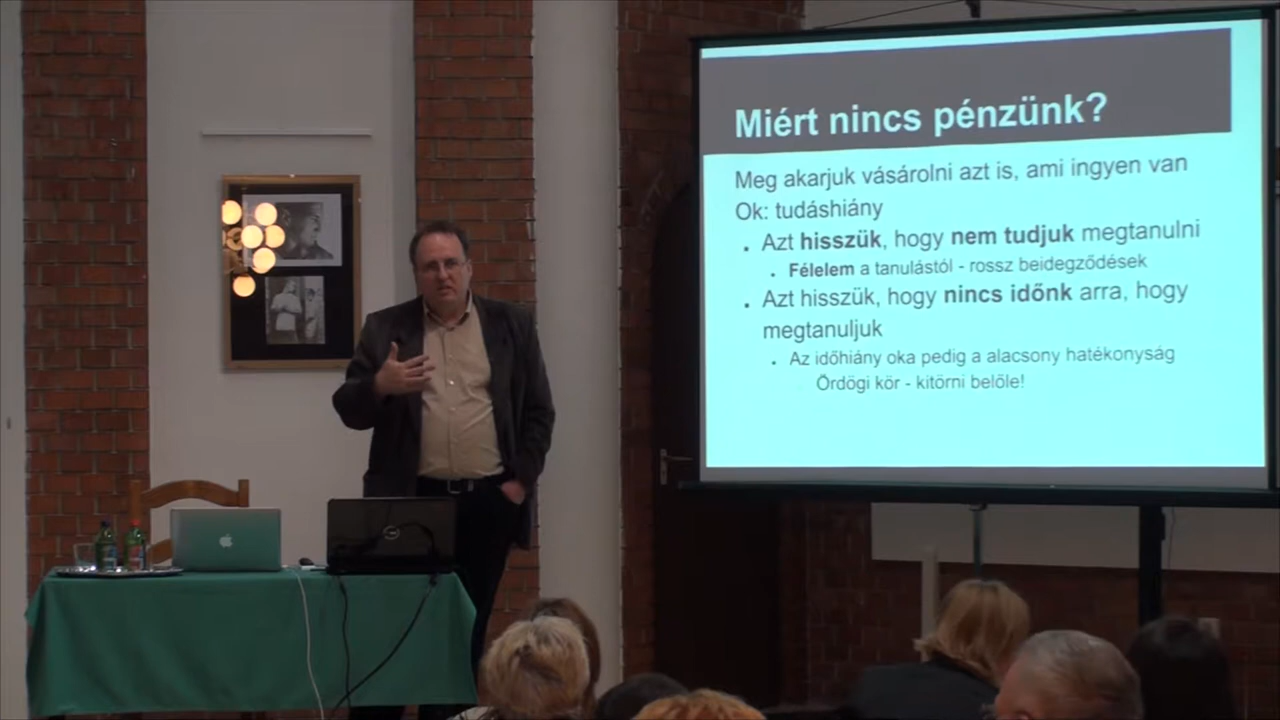 Miért nincs pénzünk?
Meg akarjuk vásárolni azt is, ami ingyen van
Ok: tudáshiány
• Azt hisszük, hogy nem tudjuk megtanulni
• Félelem a tanulástól - rossz beidegződések
• Azt hisszük, hogy nincs időnk arra, hogy
megtanuljuk
• Az időhiány oka pedig a alacsony hatékonyság
Ördögi kör - kitörni belőle!
DELL